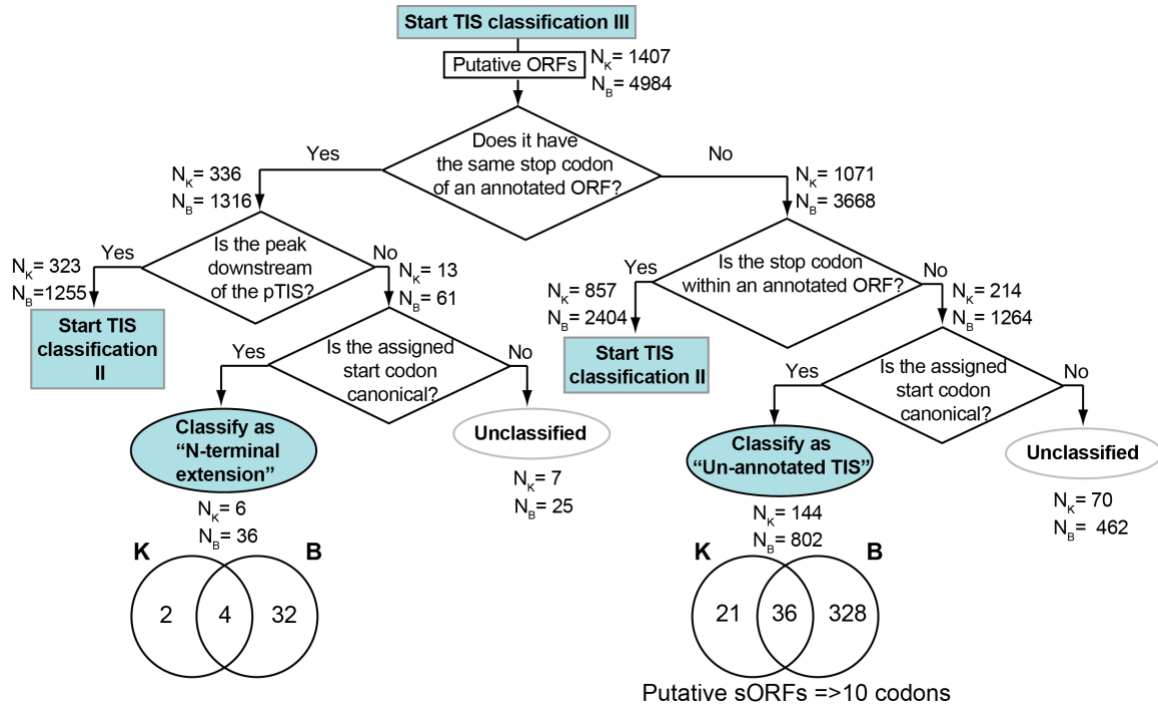 Start TIS classification III
Putative ORFs
NK= 1407
NB= 4984
Does it have
the same stop codon
of an annotated ORF?
Yes
No
NK= 336
NB= 1316
NK= 1071
NB= 3668
Is the peak
downstream
of the pTIS?
Yes
No
NK= 323
NB=1255
NK= 13
NB= 61
Start TIS
classification
II
Is the stop codon
within an annotated ORF?
Yes
No
NK= 857
NB= 2404
NK= 214
NB= 1264
Start TIS
classification II
Is the assigned
start codon
canonical?
Yes
No
Classify as
“N-terminal
extension”
Unclassified
NK= 6
NB= 36
NK= 7
NB= 25
Is the assigned
start codon
canonical?
Yes
No
Classify as
“Un-annotated TIS”
Unclassified
NK= 144
NB= 802
NK= 70
NB= 462
K
B
2
4
32
K
B
21
36
328
Putative sORFs =>10 codons